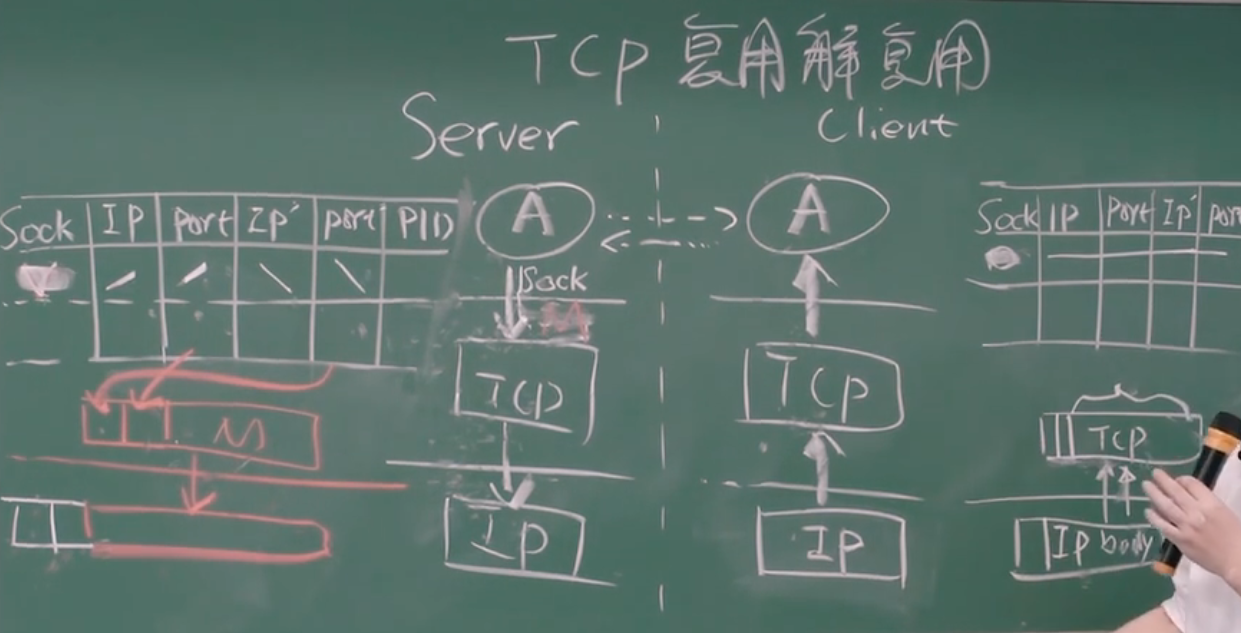 TCP 复用解复用
Server
Client
Sock IP port IP' port' PID
A
Sock
M
TCP
IP
M
A
TCP
IP
Sock IP Port IP' port
TCP
IP body